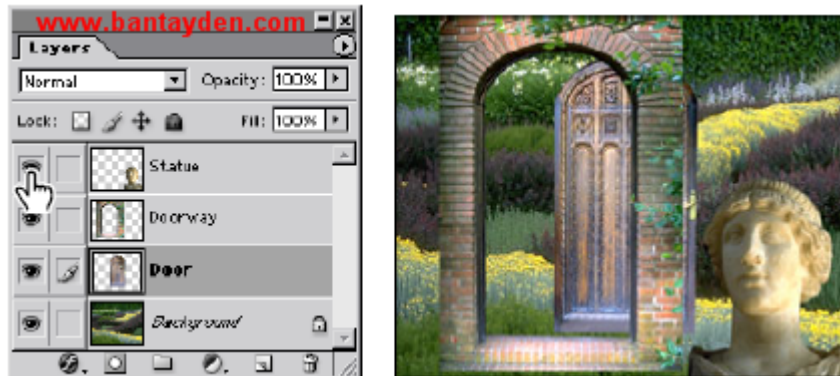 www.bantayden.com
Layers
Normal Opacity: 100%
Lock: Fill: 100%
Statue
Doorway
Door
Background